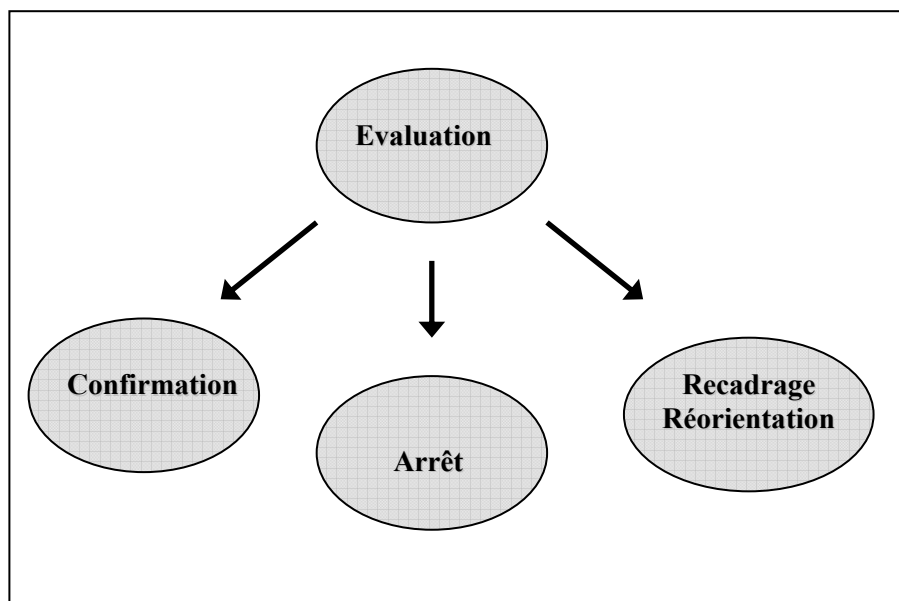 Evaluation
Confirmation
Arrêt
Recadrage
Réorientation